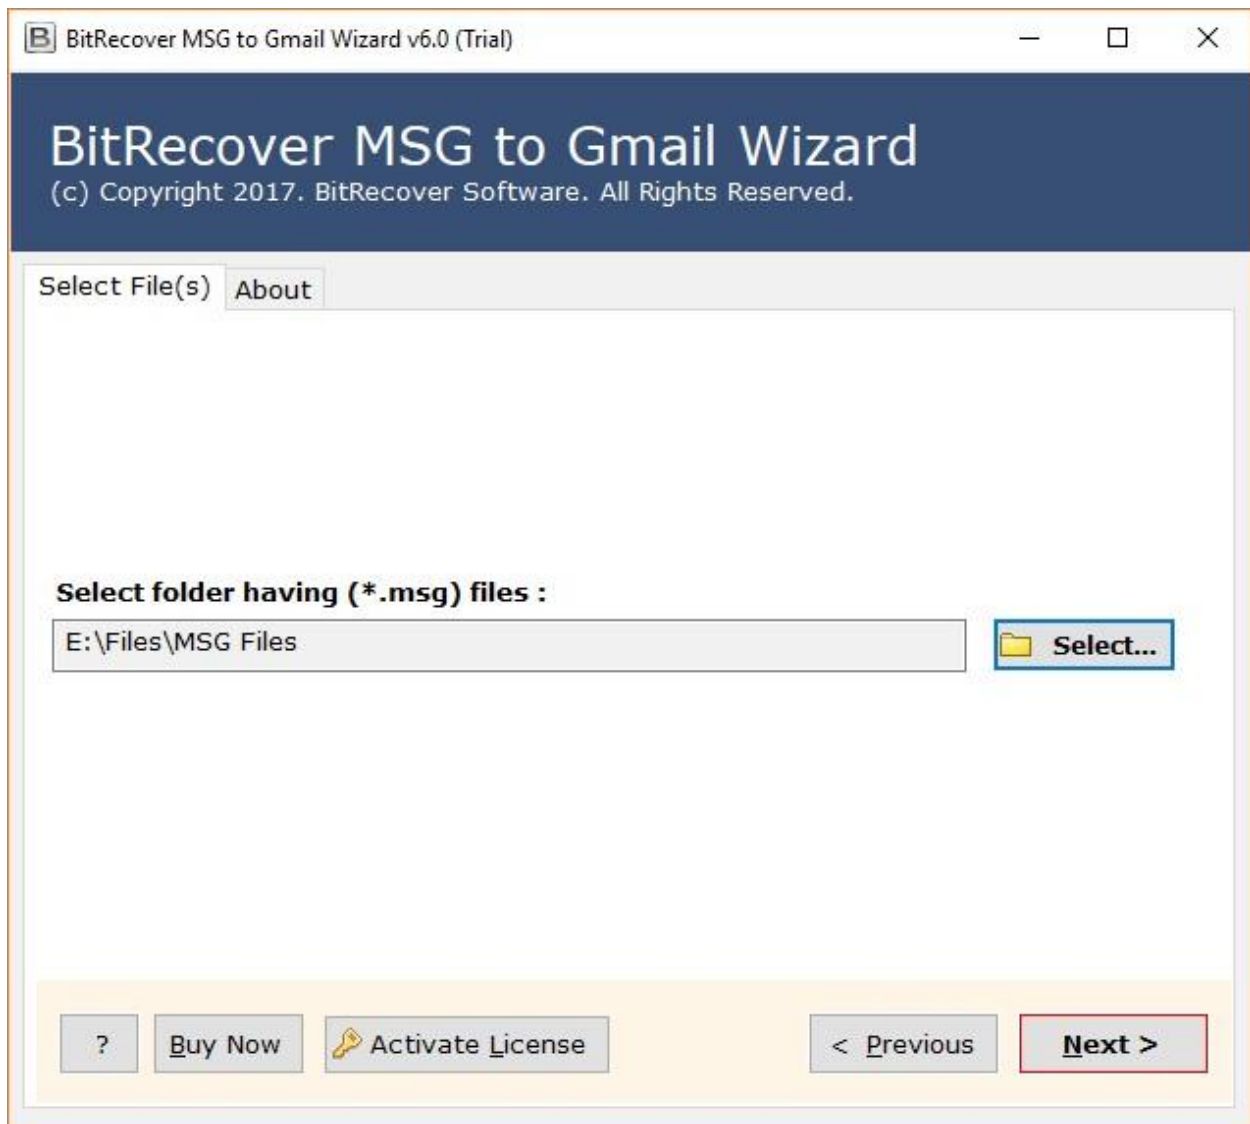 BitRecover MSG to Gmail Wizard v6.0 (Trial)
BitRecover MSG to Gmail Wizard
(c) Copyright 2017. BitRecover Software. All Rights Reserved.
Select File(s) About
Select folder having (*.msg) files :
E:\Files\MSG Files Select...
? Buy Now Activate License < Previous Next >